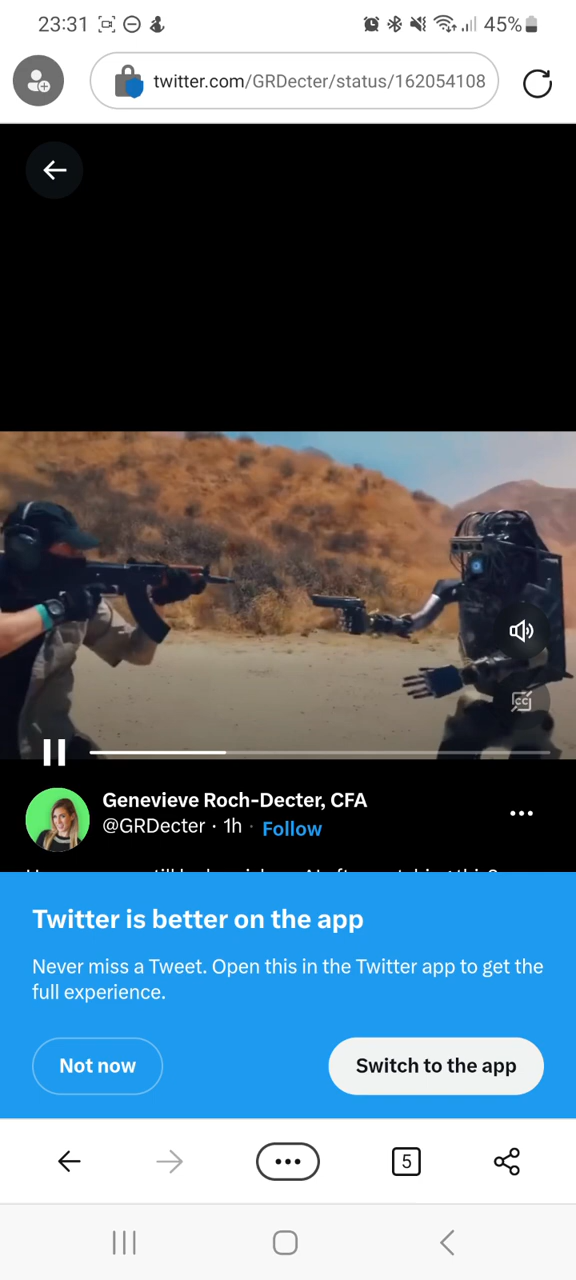 23:31
45%
twitter.com/GRDecter/status/162054108
CC
Genevieve Roch-Decter, CFA
@GRDecter · 1h · Follow
Twitter is better on the app
Never miss a Tweet. Open this in the Twitter app to get the
full experience.
Not now
Switch to the app
5